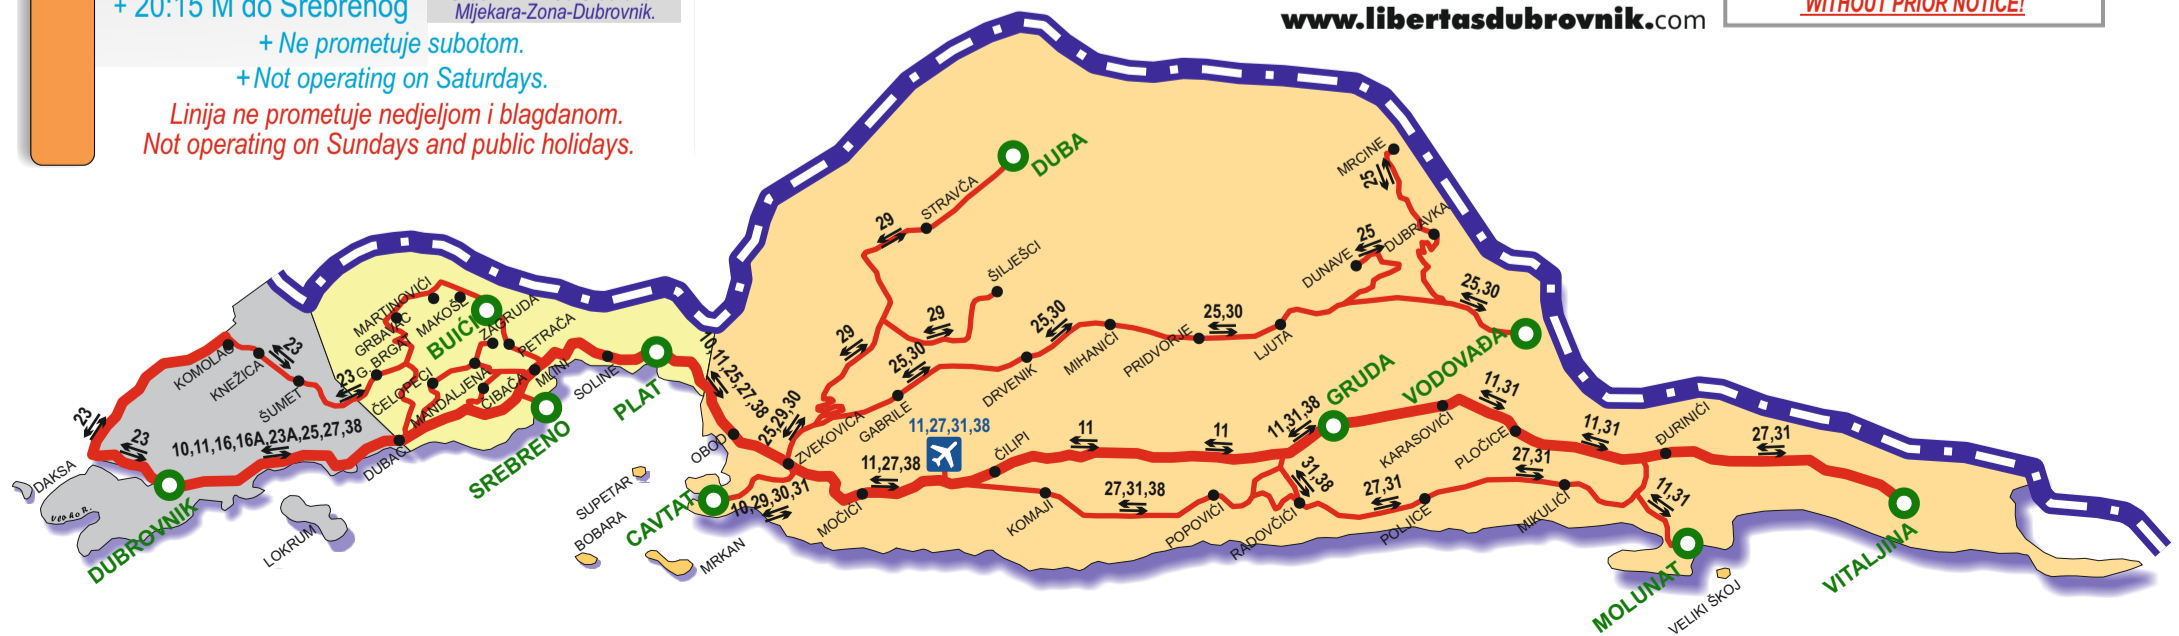 + 20:15 M do Srebrenog
Mljekara-Zona-Dubrovnik.
+ Ne prometuje subotom.
+ Not operating on Saturdays.
Linija ne prometuje nedjeljom i blagdanom.
Not operating on Sundays and public holidays.
www.libertasdubrovnik.com
WITHOUT PRIOR NOTICE!
DUBA
STRAVČA
29
ŠILJEŠCI
29
29
MRCINE
25
DUBRAVKA
DUNAVE
25
25,30
VODOVAĐA
LJUTA
25,30
PRIDVORJE
MIHANIĆI
25,30
DRVENIK
25,30
GABRILE
ZVEKOVICA
25,29,30
10,11,25,27,38
OBOD
MARTINOVIĆI
GRBAVAC
MAKOŠE
BUIĆI
ZAGRUDA
PETRAČA
G. BRGAT
ČELOPECI
MANDALJENA
ČIBAČA
MLINI
SOLINE
PLAT
SREBRENO
DUBAC
KOMOLAC
KNEŽICA
23
ŠUMET
23
23
23
10,11,16,16A,23A,25,27,38
DAKSA
DUBROVNIK
LOKRUM
SUPETAR
BOBARA
MRKAN
CAVTAT
10,29,30,31
MOČIĆI
11,27,38
11,27,31,38
ČILIPI
11
11
11,31,38
GRUDA
KARASOVIĆI
11,31
PLOČICE
11,31
ĐURINIĆI
27,31
VITALJINA
KOMAJI
27,31,38
POPOVIĆI
RADOVČIĆI
31,38
27,31
POLJICE
27,31
MIKULIĆI
11,31
MOLUNAT
VELIKI ŠKOJ